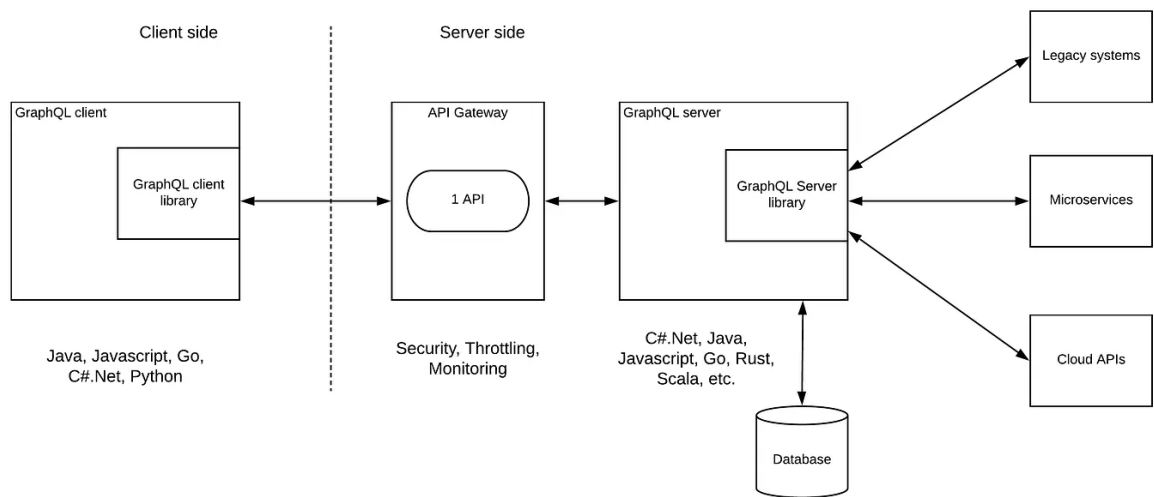 Client side
Server side
GraphQL client
GraphQL client
library
Java, Javascript, Go,
C#.Net, Python
API Gateway
1 API
Security, Throttling,
Monitoring
GraphQL server
GraphQL Server
library
C#.Net, Java,
Javascript, Go, Rust,
Scala, etc.
Database
Legacy systems
Microservices
Cloud APIs